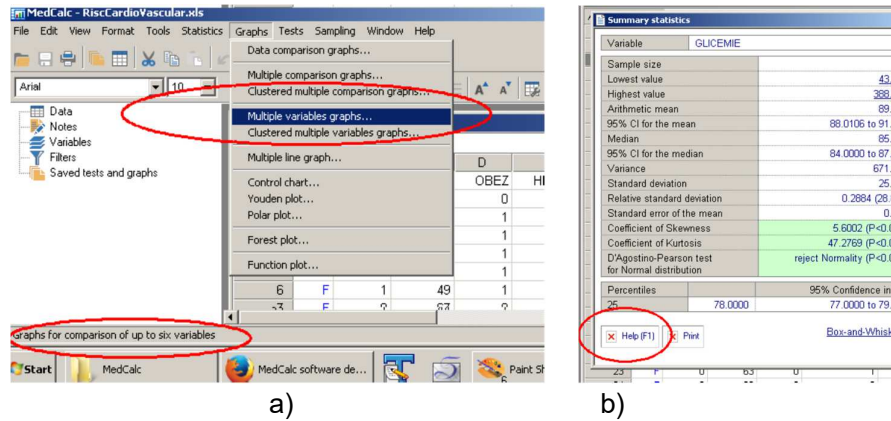 MedCalc - RiscCardioVascular.xls
File Edit View Format Tools Statistics Graphs Tests Sampling Window Help
Data comparison graphs...
Multiple comparison graphs...
Clustered multiple comparison graphs...
Multiple variables graphs...
Clustered multiple variables graphs...
Multiple line graph...
Control chart...
Youden plot...
Polar plot...
Forest plot...
Function plot...
Arial 10
Data
Notes
Variables
Filters
Saved tests and graphs
D
OBEZ
0
1
1
1
1
6 F 1 49 1
Graphs for comparison of up to six variables
Start MedCalc MedCalc software de... Paint Sh
6
a)
Summary statistics
Variable GLICEMIE
Sample size
Lowest value 43.
Highest value 388.
Arithmetic mean 89.
95% CI for the mean 88.0106 to 91.
Median 85.
95% CI for the median 84.0000 to 87.
Variance 671.
Standard deviation 25.
Relative standard deviation 0.2884 (28.
Standard error of the mean 0.
Coefficient of Skewness 5.6002 (P<0.0
Coefficient of Kurtosis 47.2769 (P<0.0
D'Agostino-Pearson test
for Normal distribution
reject Normality (P<0.0
Percentiles 95% Confidence in
25 78.0000 77.0000 to 79.
Help (F1) Print Box-and-Whisk
b)